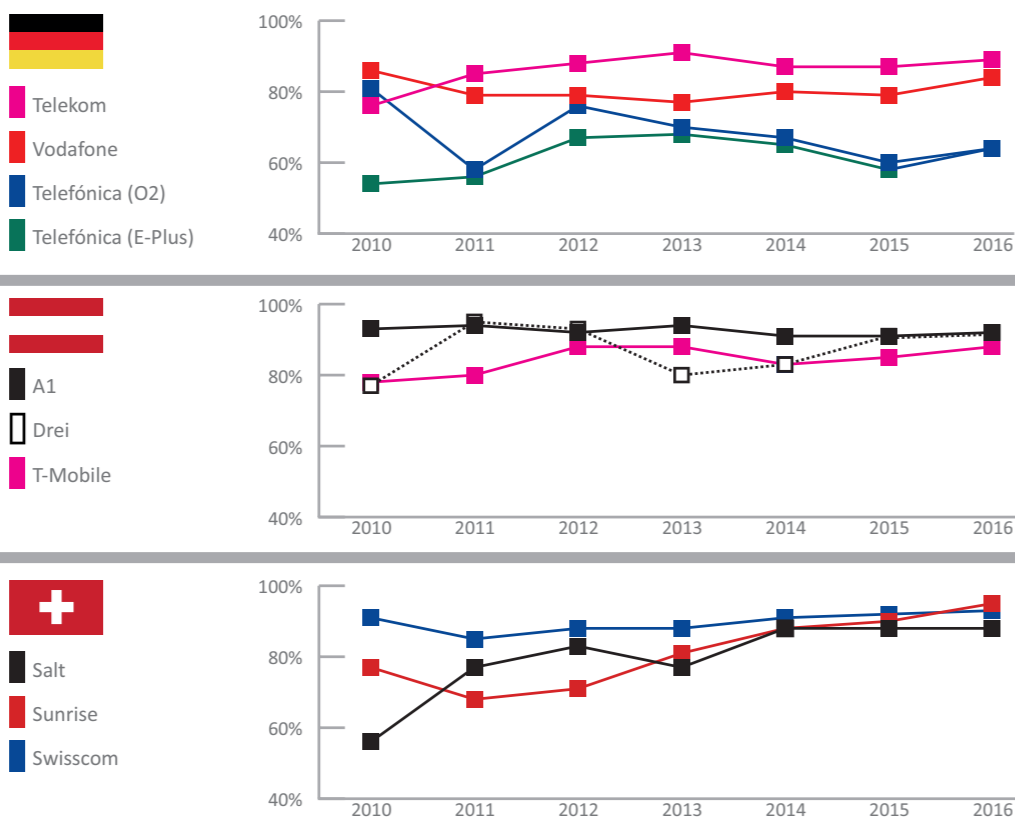 Telekom
Vodafone
Telefónica (O2)
Telefónica (E-Plus)
100%
80%
60%
40%
2010 2011 2012 2013 2014 2015 2016
A1
Drei
T-Mobile
100%
80%
60%
40%
2010 2011 2012 2013 2014 2015 2016
Salt
Sunrise
Swisscom
100%
80%
60%
40%
2010 2011 2012 2013 2014 2015 2016